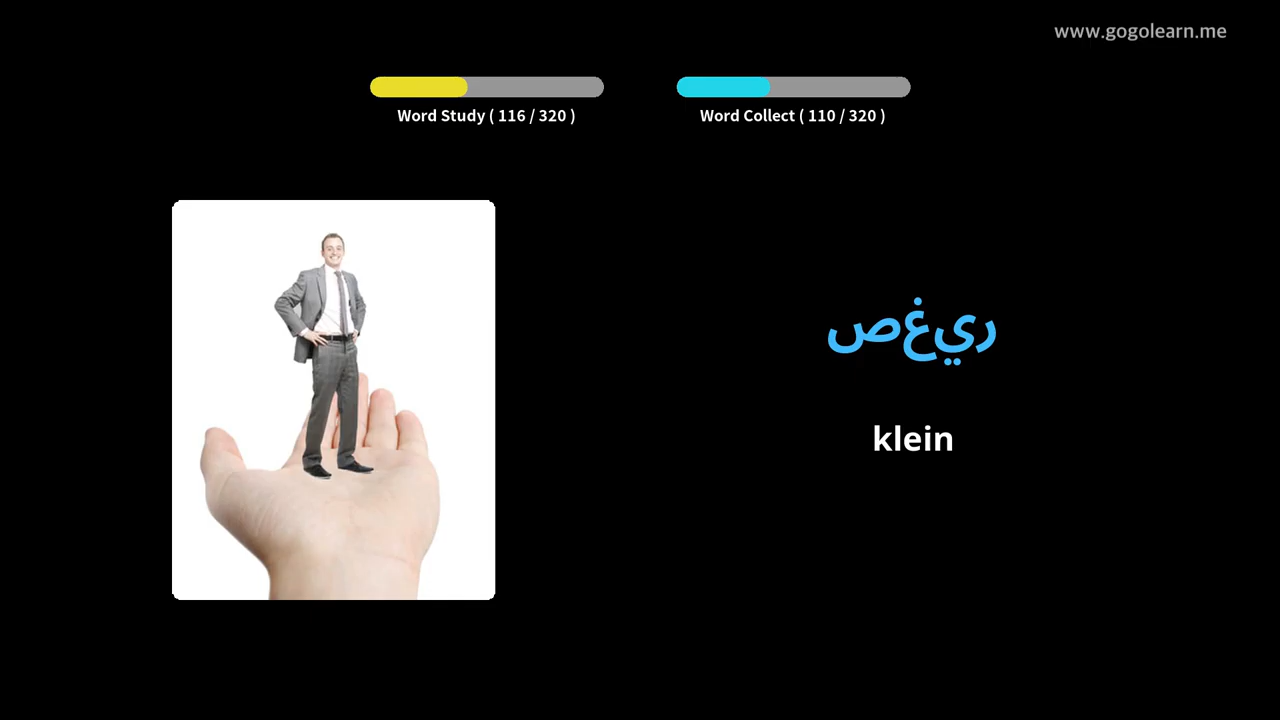 www.gogolearn.me
Word Study ( 116 / 320 )
Word Collect ( 110 / 320 )
صغير
klein